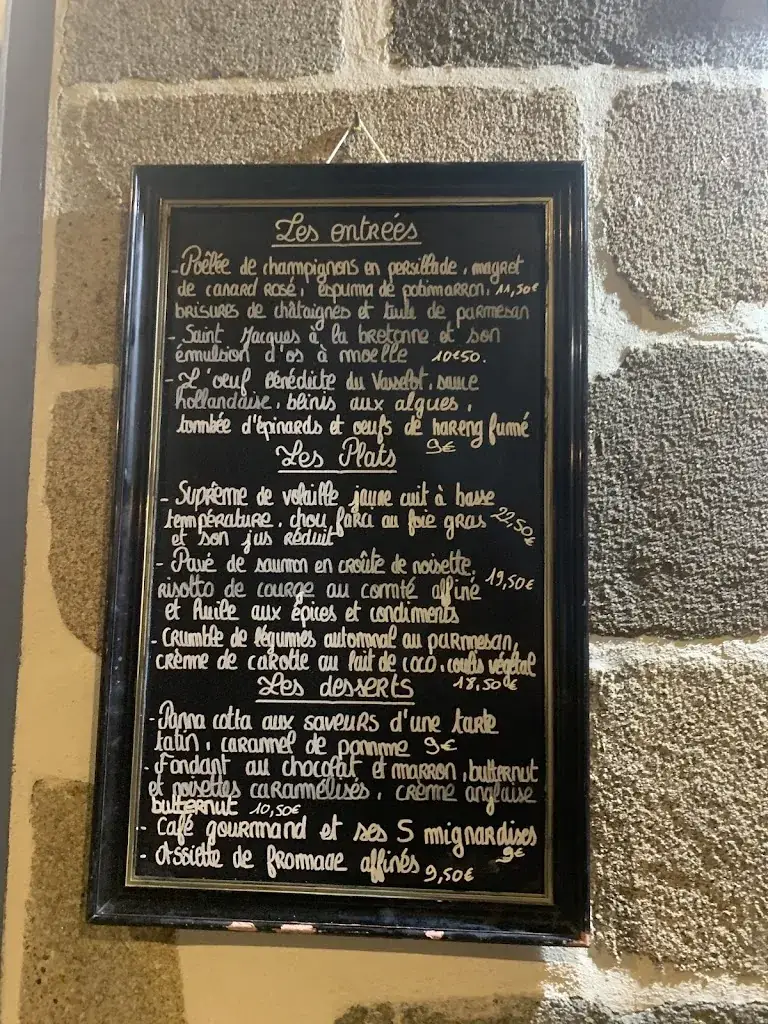 Les entrées
- Poêlée de champignons en persillade, magret
de canard rosé, espuma de potimarron, 11,50€
brisures de châtaignes et tuile de parmesan
- Saint Jacques à la bretonne et son
émmulsion d'os à moelle 10€50.
- L'oeuf Bénédicte du Vasselot, sauce
hollandaise, blinis aux algues,
tombée d'épinards et oeufs de hareng fumé
9€
Les Plats
- Suprême de volaille jaune cuit à basse
température, chou farci au foie gras 22,50€
et son jus réduit
- Pavé de saumon en croûte de noisette,
risotto de courge au comté affiné 19,50€
et huile aux épices et condiments
- Crumble de légumes automnal au parmesan,
crème de carotte au lait de coco, coulis végétal
18,50€
Les desserts
- Panna cotta aux saveurs d'une tarte
tatin, caramel de pomme 9€
- Fondant au chocolat et marron, butternut
et noisettes caramélisés, crème anglaise
butternut 10,50€
- Café gourmand et ses 5 mignardises
9€
- Assiette de fromage affinés 9,50€